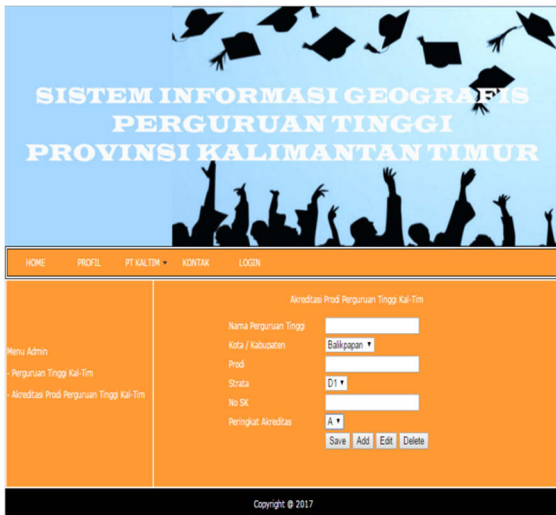 SISTEM INFORMASI GEOGRAFIS
PERGURUAN TINGGI
PROVINSI KALIMANTAN TIMUR
HOME PROFIL PT KALTIM KONTAK LOGIN
Menu Admin
- Perguruan Tinggi Kal-Tim
- Akreditas Prodi Perguruan Tinggi Kal-Tim
Akreditas Prodi Perguruan Tinggi Kal-Tim
Nama Perguruan Tinggi
Kota / Kabupaten Balikpapan
Prodi
Strata D1
No SK
Peringkat Akreditas A
Save Add Edit Delete
Copyright @ 2017